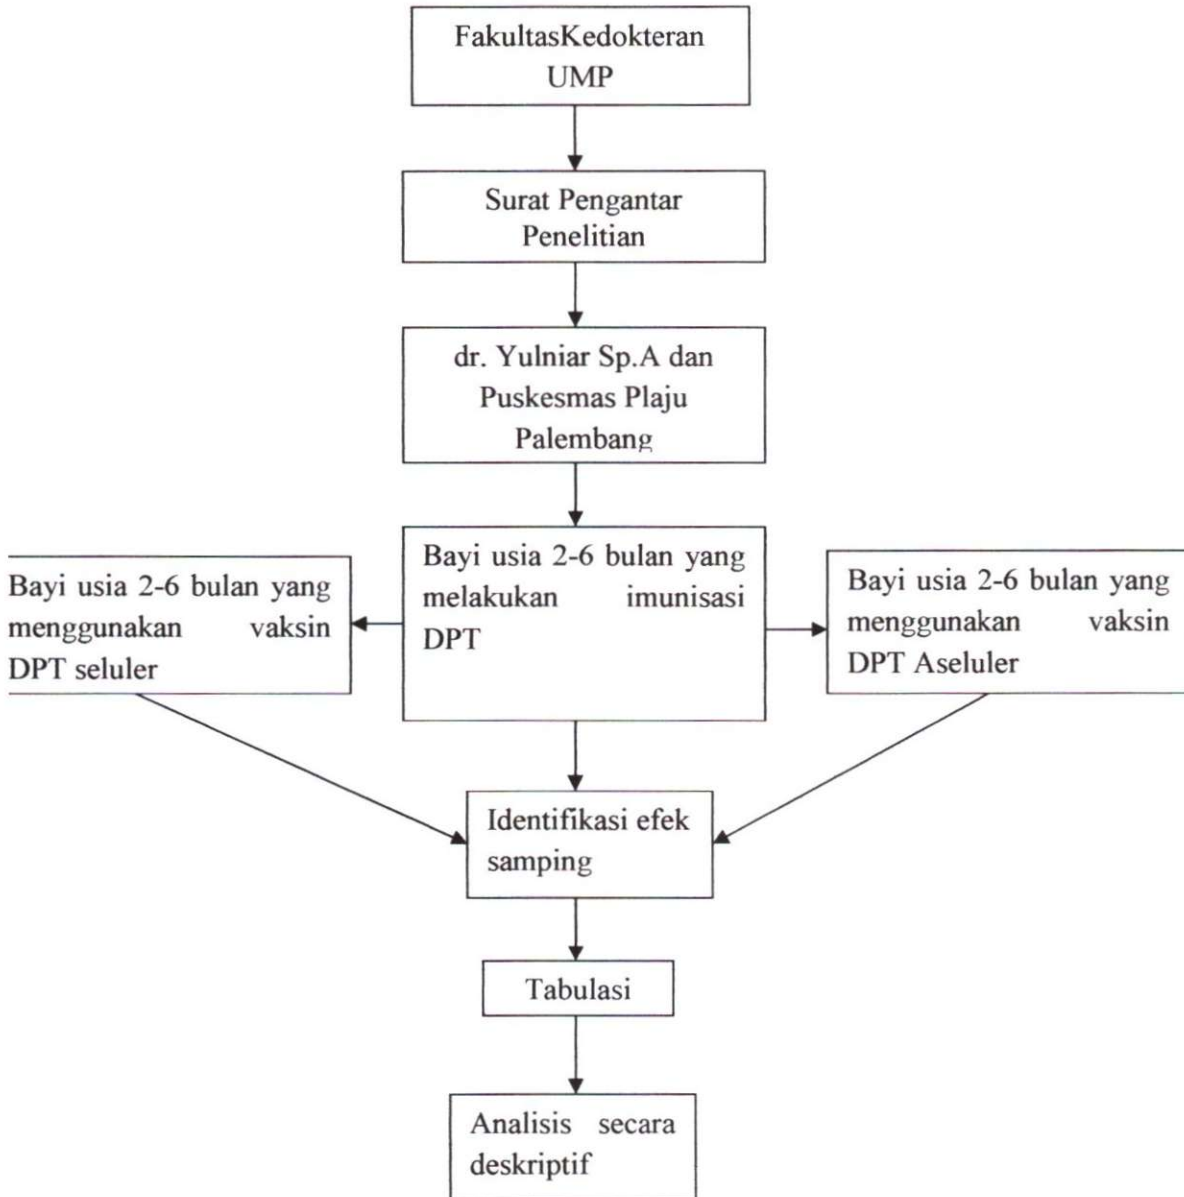 FakultasKedokteran
UMP
Surat Pengantar
Penelitian
dr. Yulniar Sp.A dan
Puskesmas Plaju
Palembang
Bayi usia 2-6 bulan yang
melakukan imunisasi
DPT
Bayi usia 2-6 bulan yang
menggunakan vaksin
DPT seluler
Bayi usia 2-6 bulan yang
menggunakan vaksin
DPT Aseluler
Identifikasi efek
samping
Tabulasi
Analisis secara
deskriptif